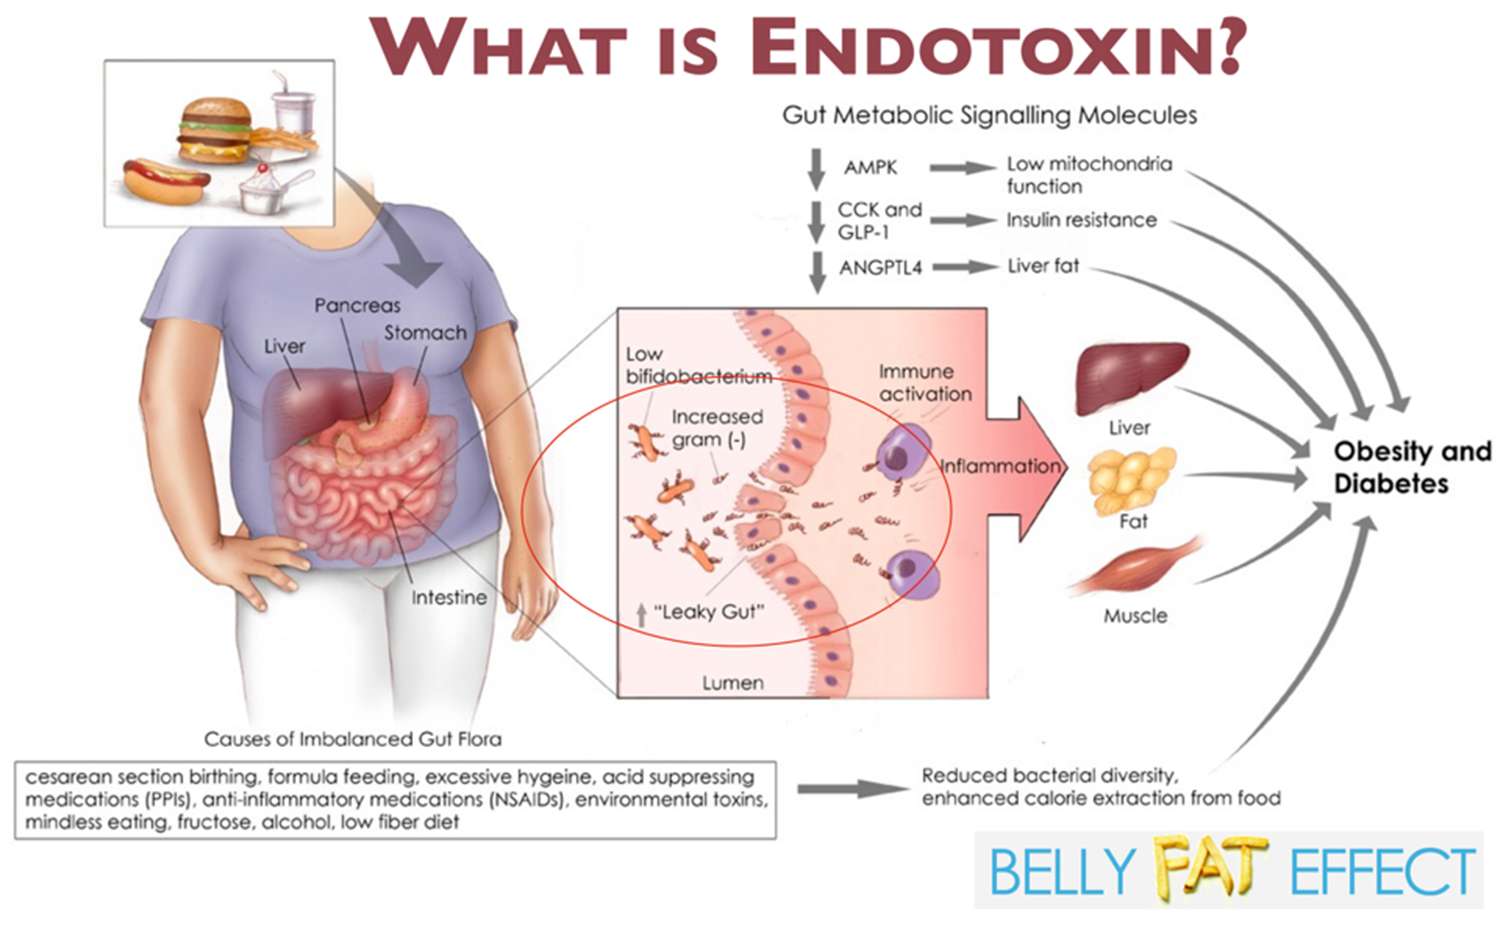 WHAT IS ENDOTOXIN?
Gut Metabolic Signalling Molecules
AMPK
Low mitochondria
function
CCK and
GLP-1
Insulin resistance
ANGPTL4
Liver fat
Pancreas
Stomach
Liver
Intestine
Low
bifidobacterium
Increased
gram (-)
"Leaky Gut"
Lumen
Immune
activation
Inflammation
Liver
Fat
Muscle
Obesity and
Diabetes
Causes of Imbalanced Gut Flora
cesarean section birthing, formula feeding, excessive hygeine, acid suppressing
medications (PPIs), anti-inflammatory medications (NSAIDs), environmental toxins,
mindless eating, fructose, alcohol, low fiber diet
Reduced bacterial diversity,
enhanced calorie extraction from food
BELLY FAT EFFECT